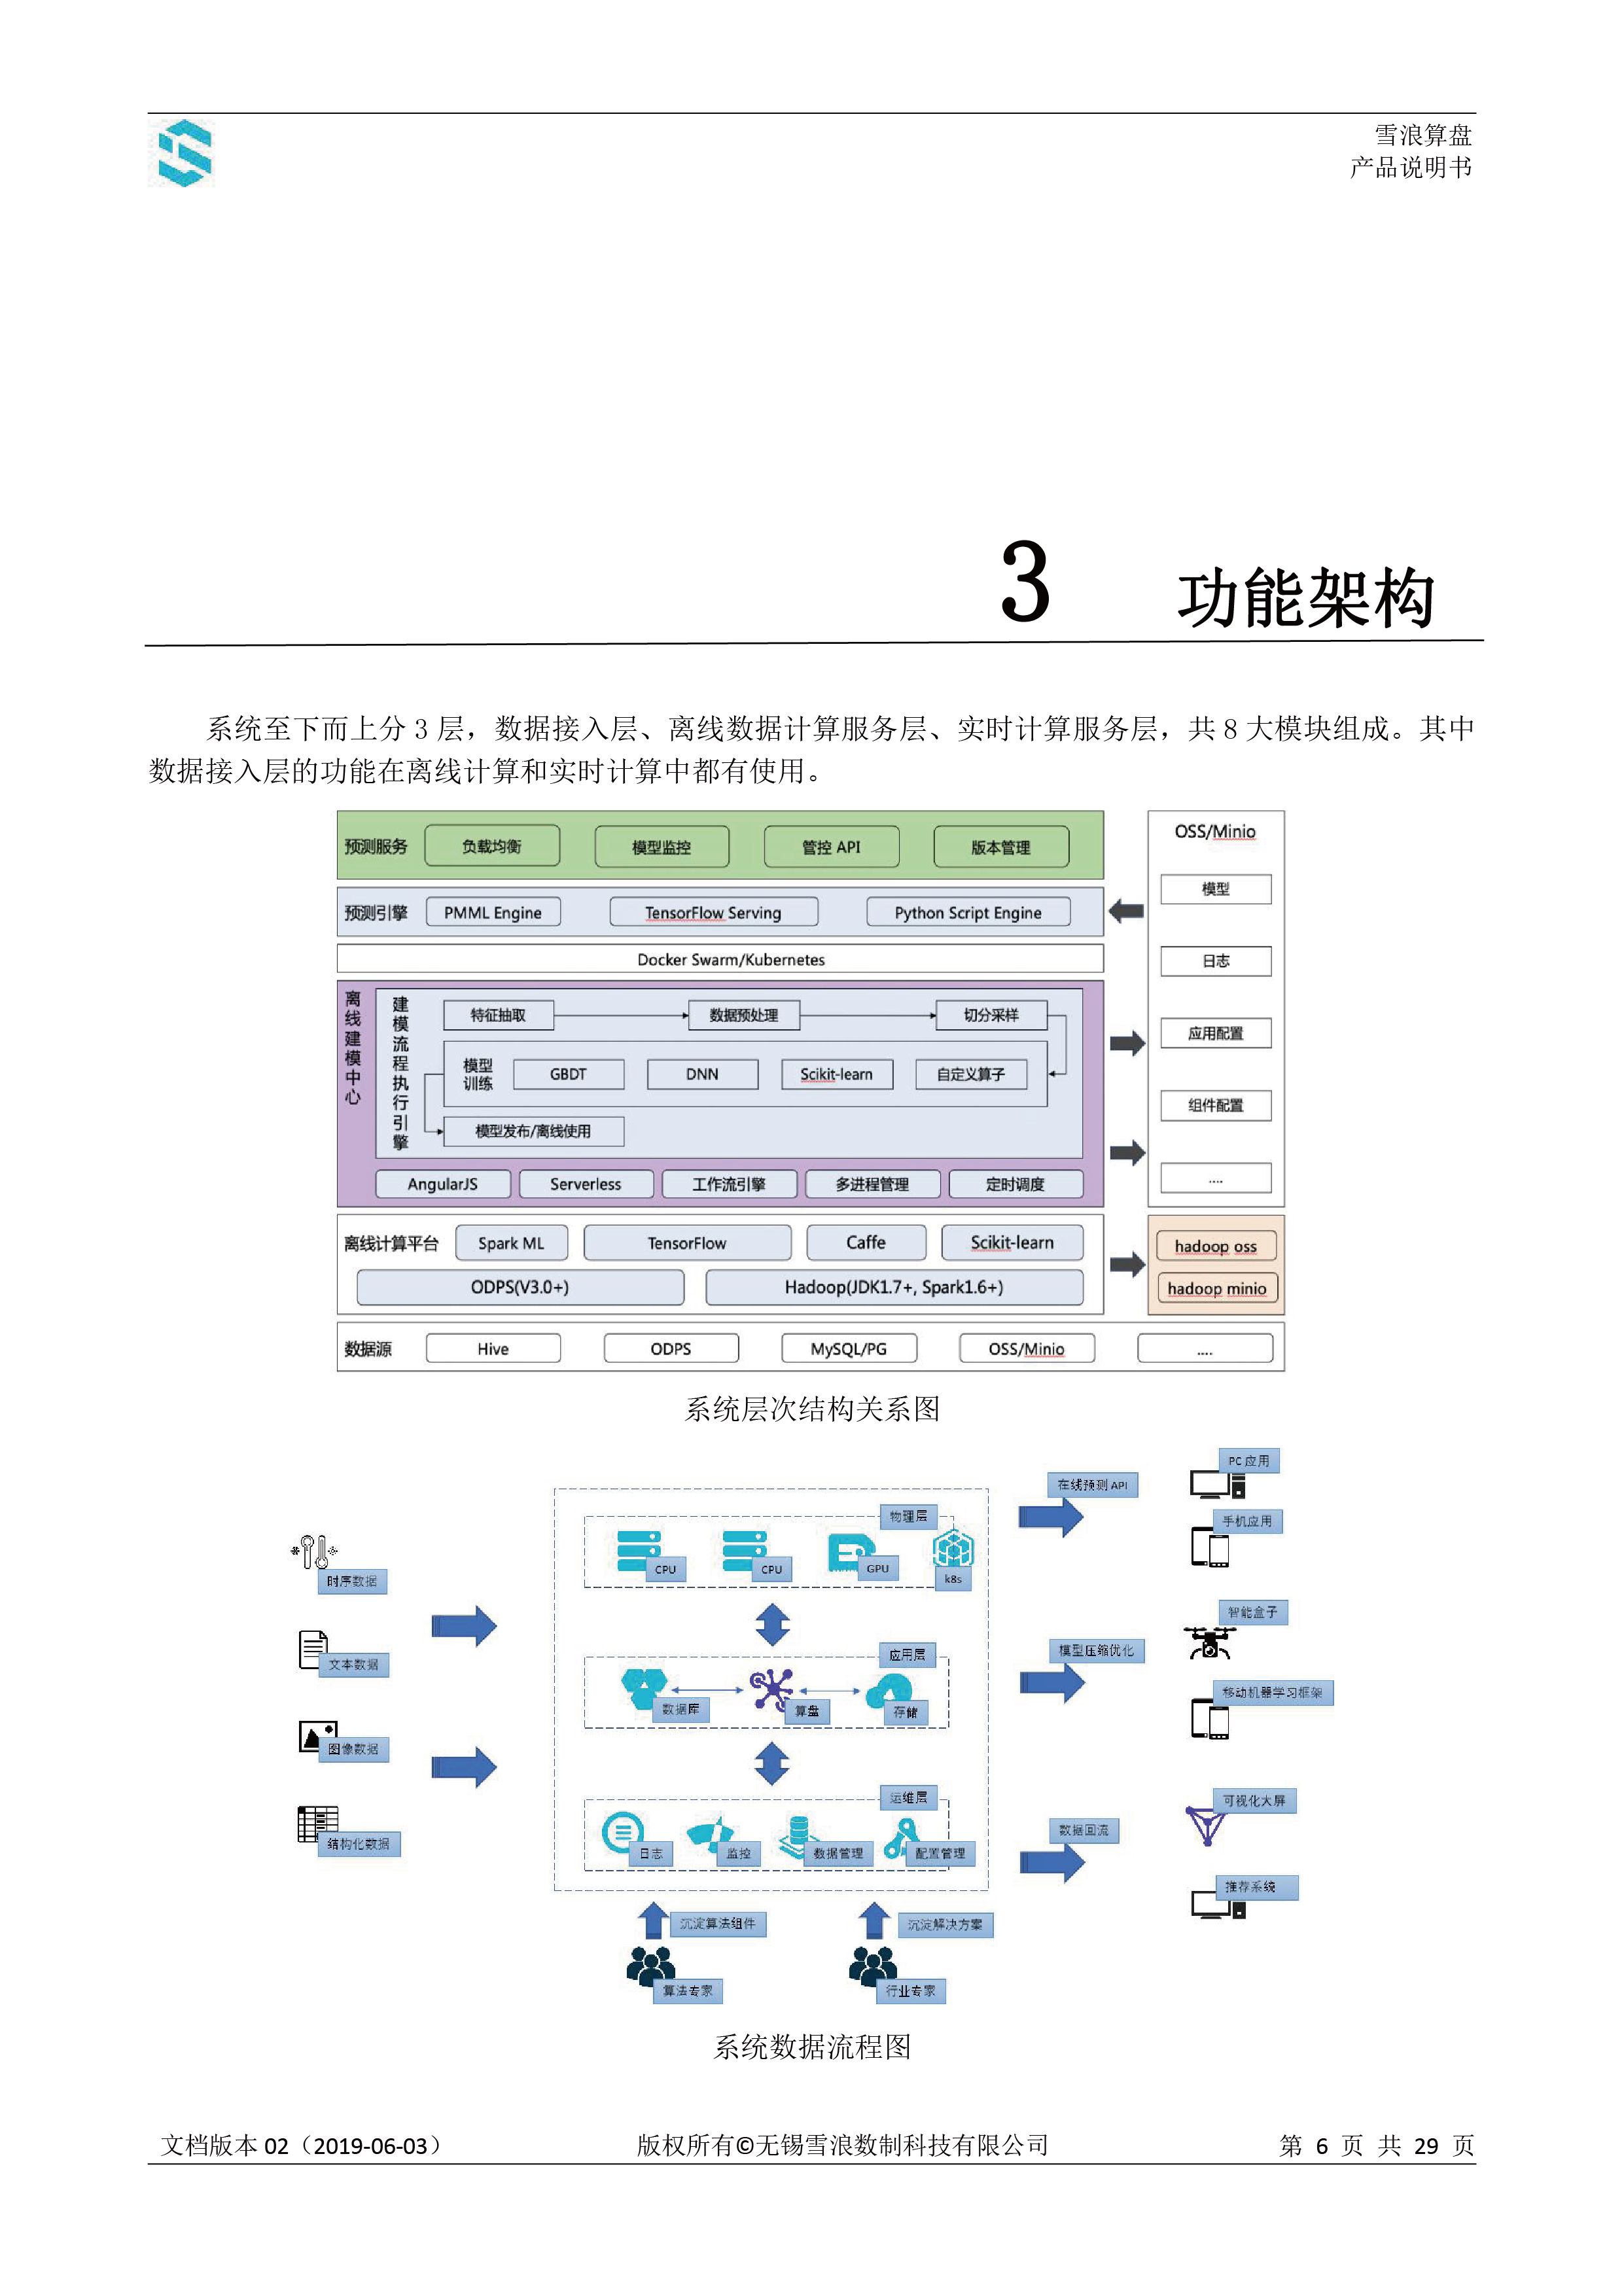 雪浪算盘
产品说明书
3 功能架构
系统至下而上分 3 层，数据接入层、离线数据计算服务层、实时计算服务层，共 8 大模块组成。其中
数据接入层的功能在离线计算和实时计算中都有使用。
预测服务 负载均衡 模型监控 管控 API 版本管理
预测引擎 PMML Engine TensorFlow Serving Python Script Engine
Docker Swarm/Kubernetes
离线建模中心
建模流程执行引擎
特征抽取 数据预处理 切分采样
模型训练 GBDT DNN Scikit-learn 自定义算子
模型发布/离线使用
AngularJS Serverless 工作流引擎 多进程管理 定时调度
离线计算平台 Spark ML TensorFlow Caffe Scikit-learn
ODPS(V3.0+) Hadoop(JDK1.7+, Spark1.6+)
OSS/Minio
模型
日志
应用配置
组件配置
....
hadoop oss
hadoop minio
数据源 Hive ODPS MySQL/PG OSS/Minio ....
系统层次结构关系图
时序数据
文本数据
图像数据
结构化数据
物理层
CPU CPU GPU k8s
应用层
数据库 算盘 存储
运维层
日志 监控 数据管理 配置管理
沉淀算法组件 沉淀解决方案
算法专家 行业专家
在线预测 API
模型压缩优化
数据回流
PC 应用
手机应用
智能盒子
移动机器学习框架
可视化大屏
推荐系统
系统数据流程图
文档版本 02（2019-06-03） 版权所有©无锡雪浪数制科技有限公司 第 6 页 共 29 页